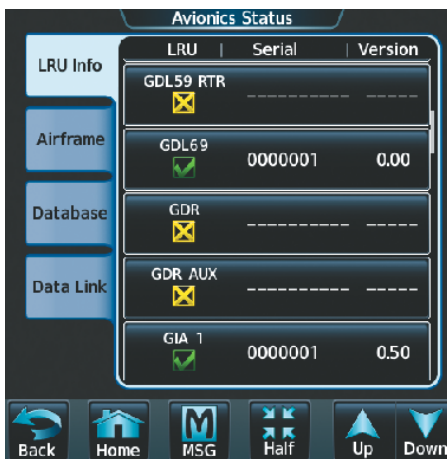 Avionics Status
LRU Info
Airframe
Database
Data Link
LRU | Serial | Version
GDL59 RTR
---------- -----
GDL69
0000001 0.00
GDR
---------- -----
GDR AUX
---------- -----
GIA 1
0000001 0.50
Back Home MSG Half Up Down